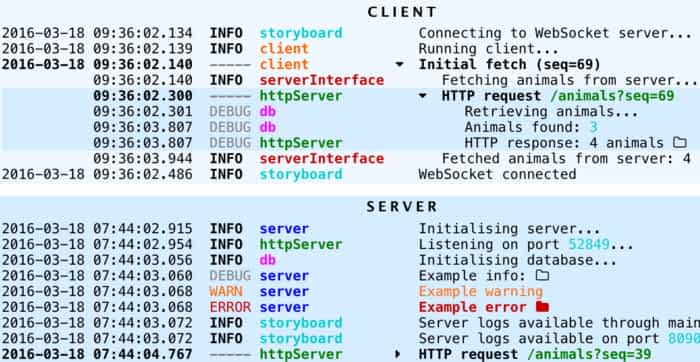 CLIENT
2016-03-18 09:36:02.134 INFO storyboard Connecting to WebSocket server...
2016-03-18 09:36:02.139 INFO client Running client...
2016-03-18 09:36:02.140 ----- client Initial fetch (seq=69)
09:36:02.140 INFO serverInterface Fetching animals from server...
09:36:02.300 ----- httpServer HTTP request /animals?seq=69
09:36:02.301 DEBUG db Retrieving animals...
09:36:03.807 DEBUG db Animals found: 3
09:36:03.807 DEBUG httpServer HTTP response: 4 animals
09:36:03.944 INFO serverInterface Fetched animals from server: 4
2016-03-18 09:36:02.486 INFO storyboard WebSocket connected
SERVER
2016-03-18 07:44:02.915 INFO server Initialising server...
2016-03-18 07:44:02.954 INFO httpServer Listening on port 52849...
2016-03-18 07:44:03.056 INFO db Initialising database...
2016-03-18 07:44:03.060 DEBUG server Example info:
2016-03-18 07:44:03.068 WARN server Example warning
2016-03-18 07:44:03.068 ERROR server Example error
2016-03-18 07:44:03.072 INFO storyboard Server logs available through main
2016-03-18 07:44:03.072 INFO storyboard Server logs available on port 8090
2016-03-18 07:44:04.767 ----- httpServer HTTP request /animals?seq=39